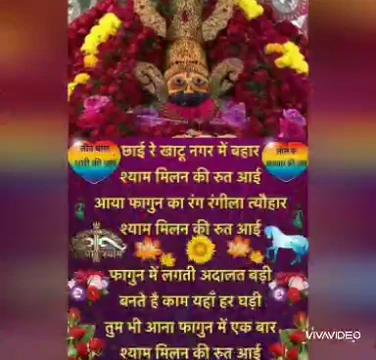 छाई रे खाटू नगर में बहार
श्याम मिलन की रुत आई
आया फागुन का रंग रंगीला त्यौहार
श्याम मिलन की रुत आई
फागुन में लगती अदालत बड़ी
बनते है काम यहाँ हर घड़ी
तुम भी आना फागुन में एक बार
श्याम मिलन की रुत आई
VIVAVIDEO